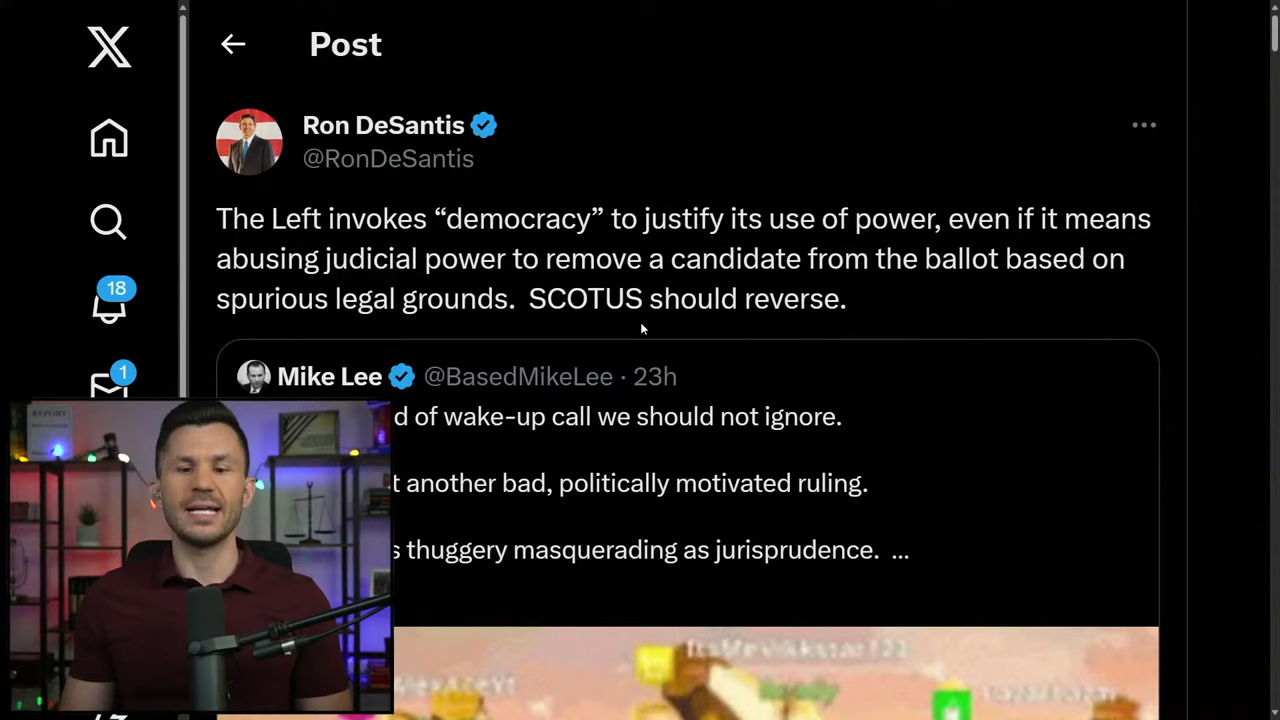 Post
Ron DeSantis
@RonDeSantis
The Left invokes “democracy” to justify its use of power, even if it means
abusing judicial power to remove a candidate from the ballot based on
spurious legal grounds.  SCOTUS should reverse.
18
Mike Lee @BasedMikeLee · 23h
1
d of wake-up call we should not ignore.
REPORT
t another bad, politically motivated ruling.
s thuggery masquerading as jurisprudence.  ...
Ready